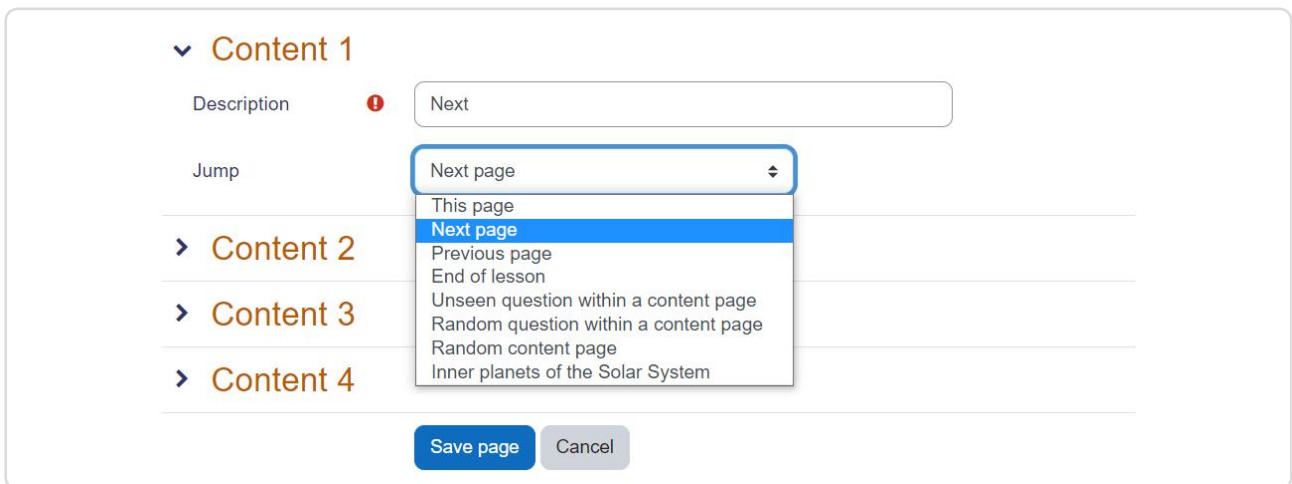 Content 1
Description
Next
Jump
Next page
This page
Next page
Previous page
End of lesson
Unseen question within a content page
Random question within a content page
Random content page
Inner planets of the Solar System
Content 2
Content 3
Content 4
Save page
Cancel